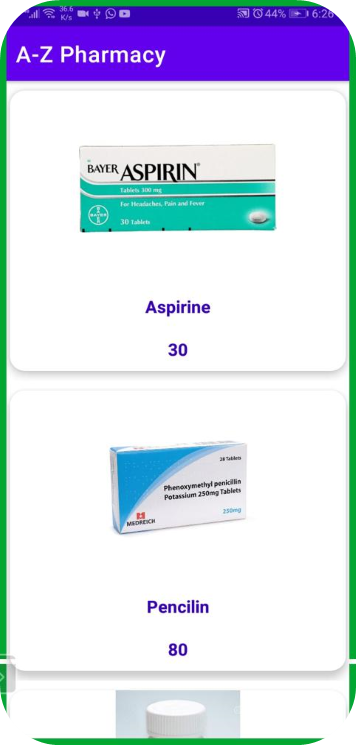 36.6
K/s
44%
6:26
A-Z Pharmacy
BAYER ASPIRIN®
Tablets 300 mg
For Headaches, Pain and Fever
BAYER
30 Tablets
Aspirine
30
28 Tablets
Phenoxymethyl penicillin
Potassium 250mg Tablets
250mg
MEDREICH
Pencilin
80